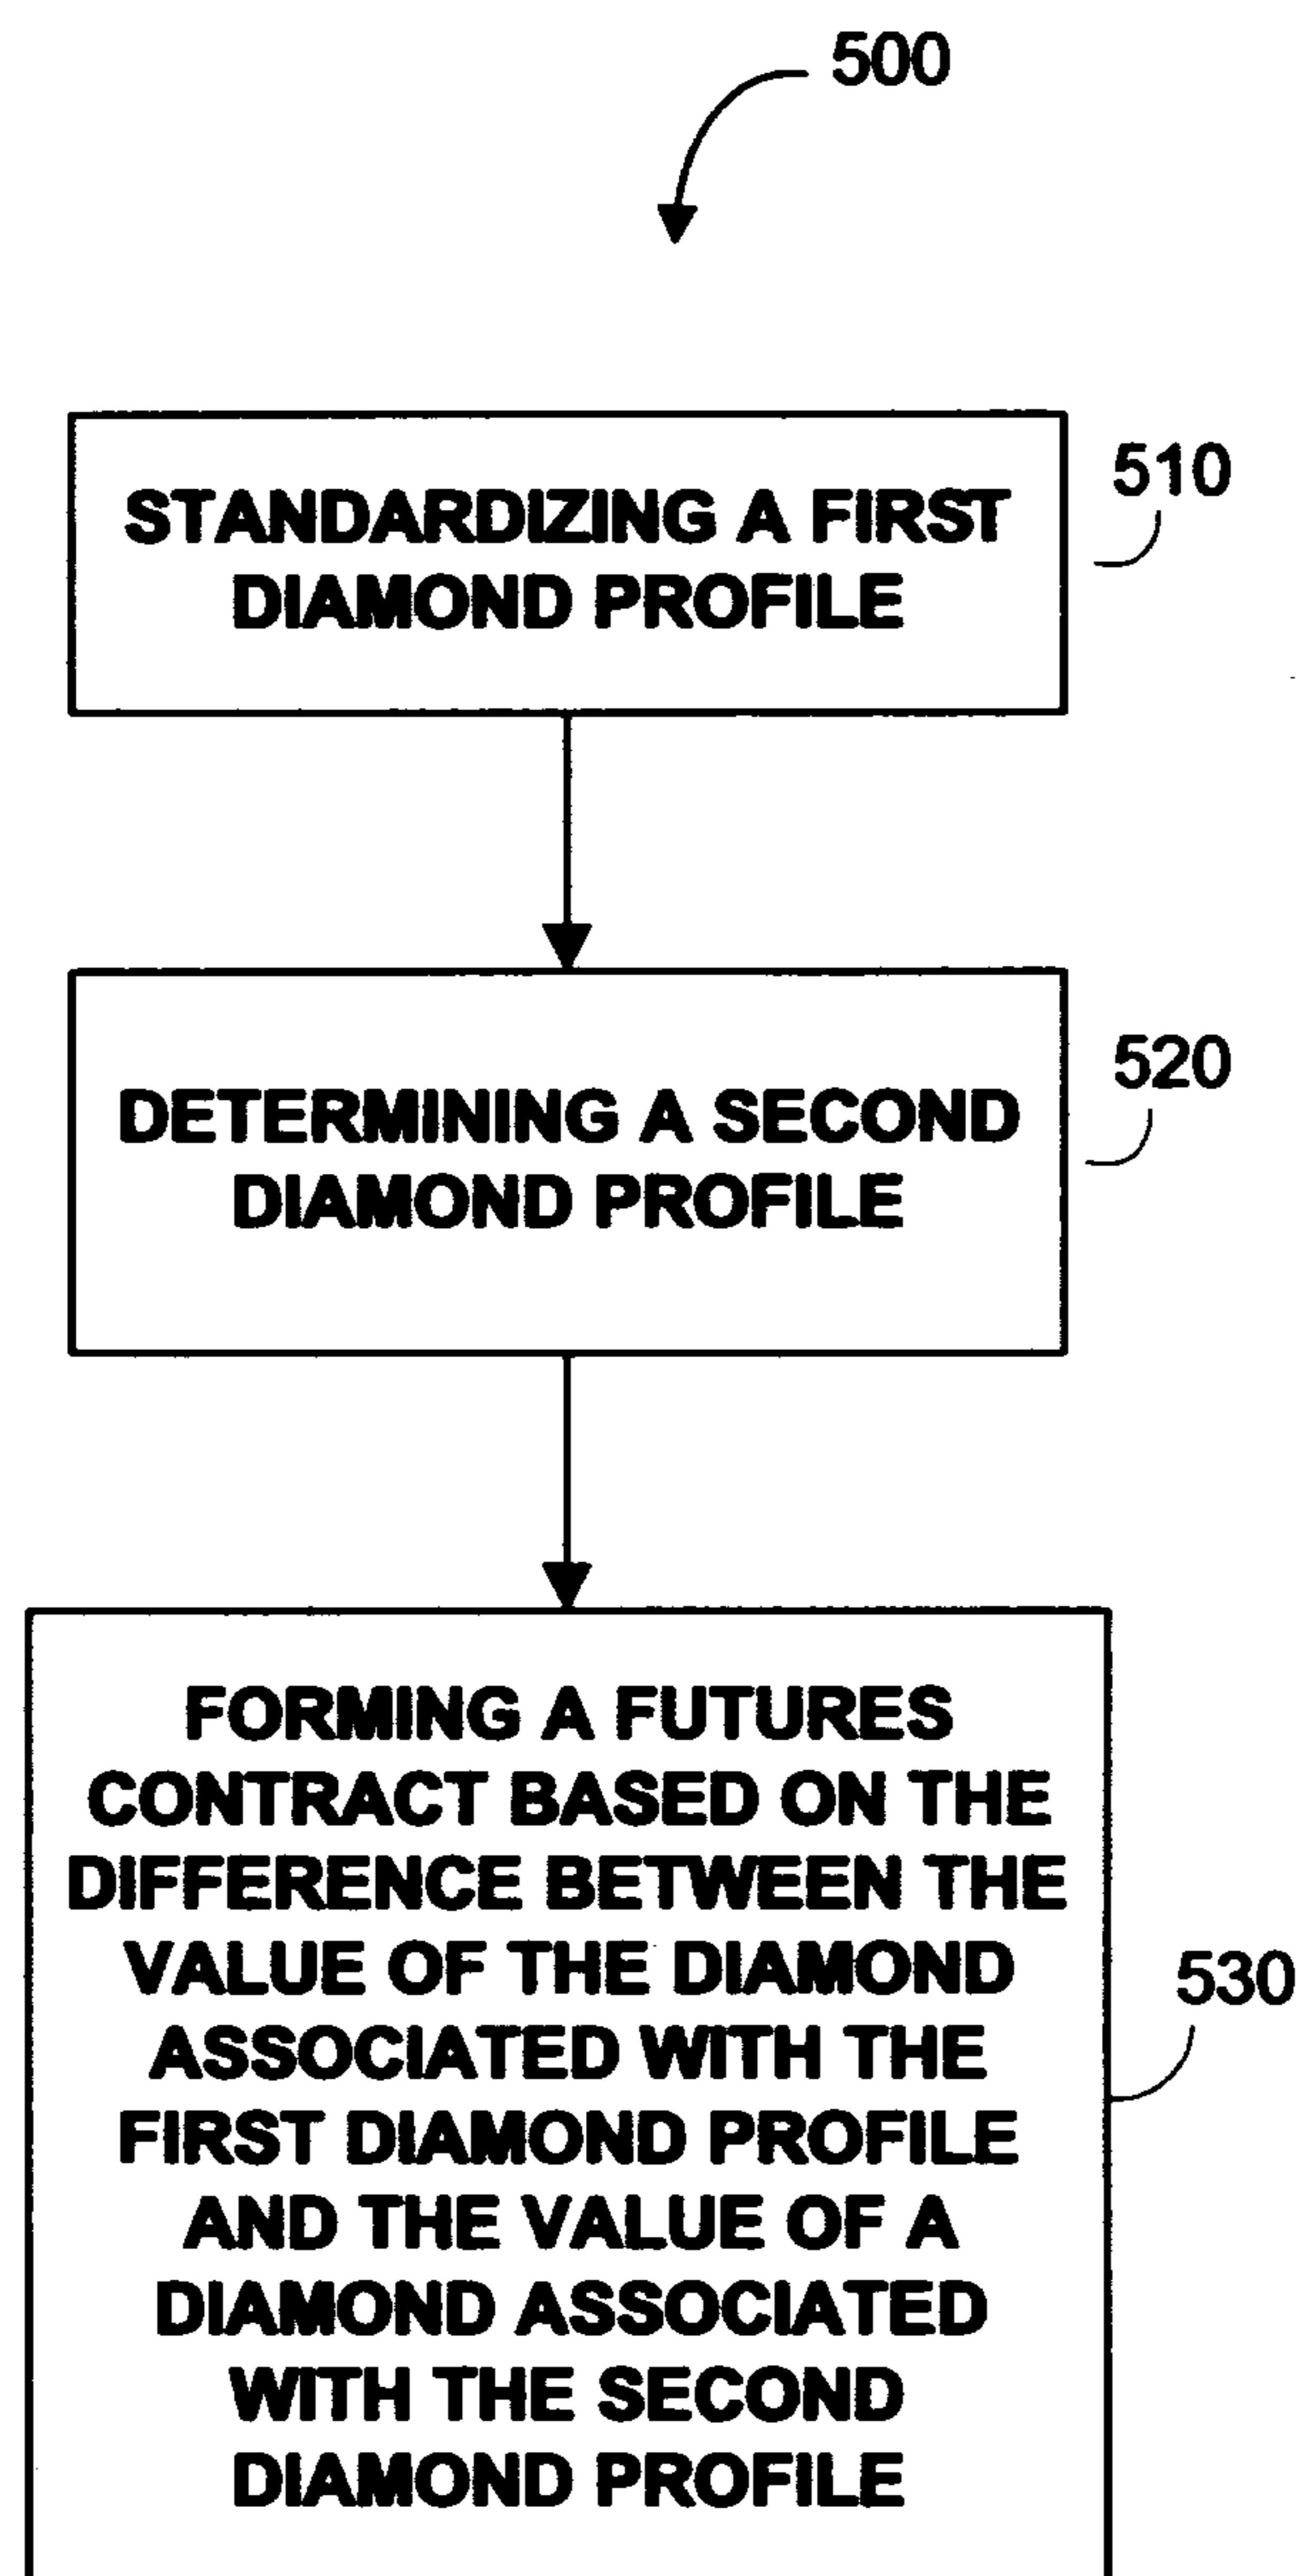 500
STANDARDIZING A FIRST
DIAMOND PROFILE
510
DETERMINING A SECOND
DIAMOND PROFILE
520
FORMING A FUTURES
CONTRACT BASED ON THE
DIFFERENCE BETWEEN THE
VALUE OF THE DIAMOND
ASSOCIATED WITH THE
FIRST DIAMOND PROFILE
AND THE VALUE OF A
DIAMOND ASSOCIATED
WITH THE SECOND
DIAMOND PROFILE
530